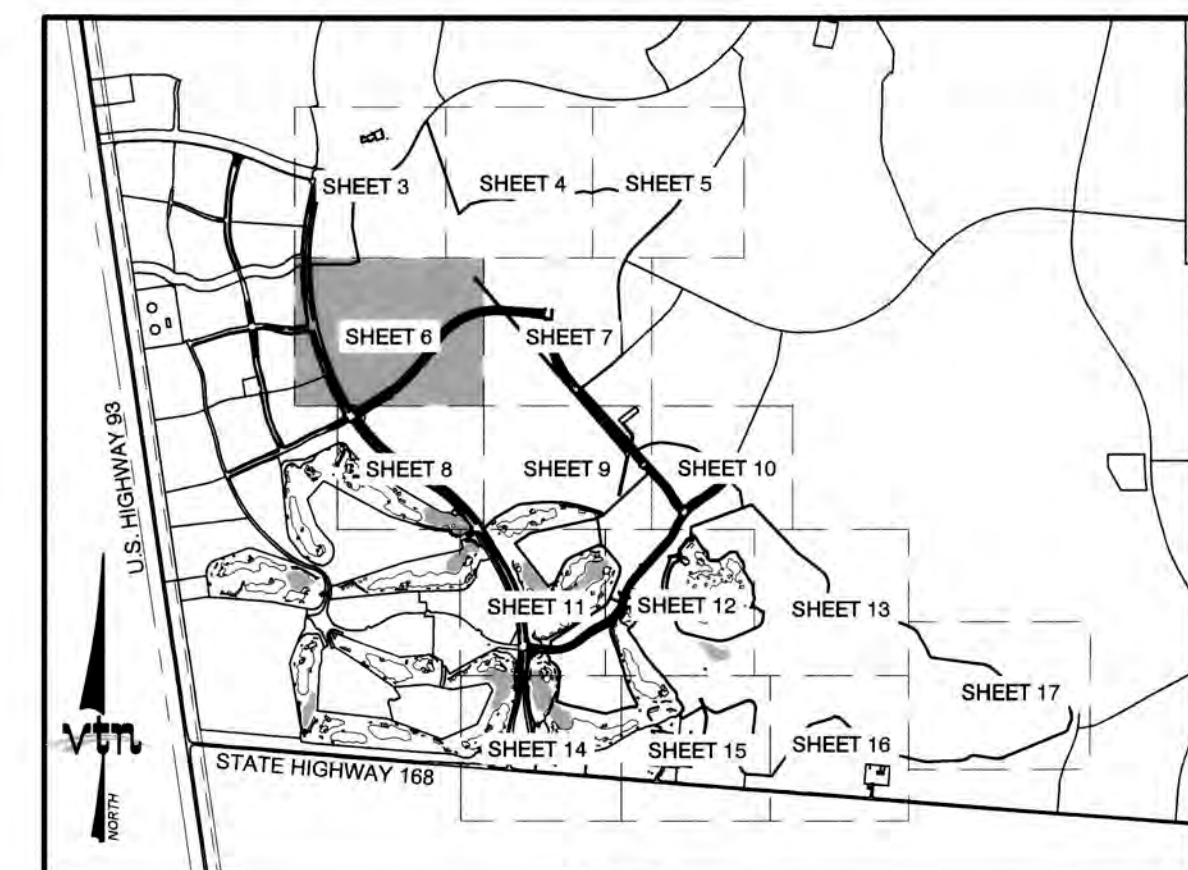 SHEET 3
SHEET 4
SHEET 5
SHEET 6
SHEET 7
U.S. HIGHWAY 93
SHEET 8
SHEET 9
SHEET 10
SHEET 11
SHEET 12
SHEET 13
SHEET 17
vtn
SHEET 14
SHEET 15
SHEET 16
STATE HIGHWAY 168
NORTH